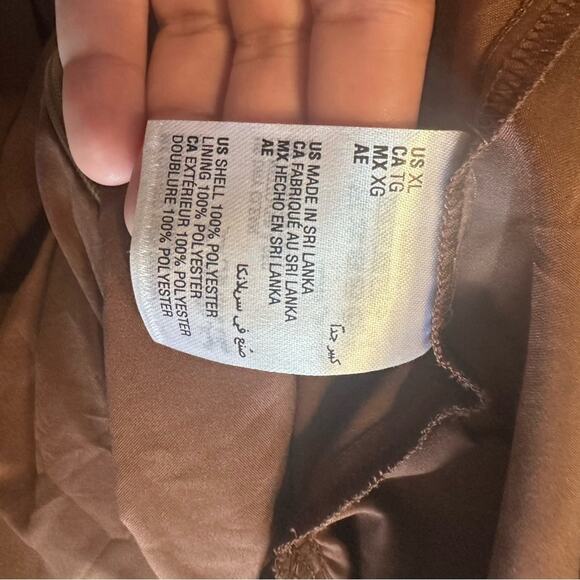 US XL
CA TG
MX XG
AE
كبير جداً
US MADE IN SRI LANKA
CA FABRIQUÉ AU SRI LANKA
MX HECHO EN SRI LANKA
AE
صُنع في سريلانكا
US SHELL 100% POLYESTER
LINING 100% POLYESTER
CA EXTÉRIEUR 100% POLYESTER
DOUBLURE 100% POLYESTER